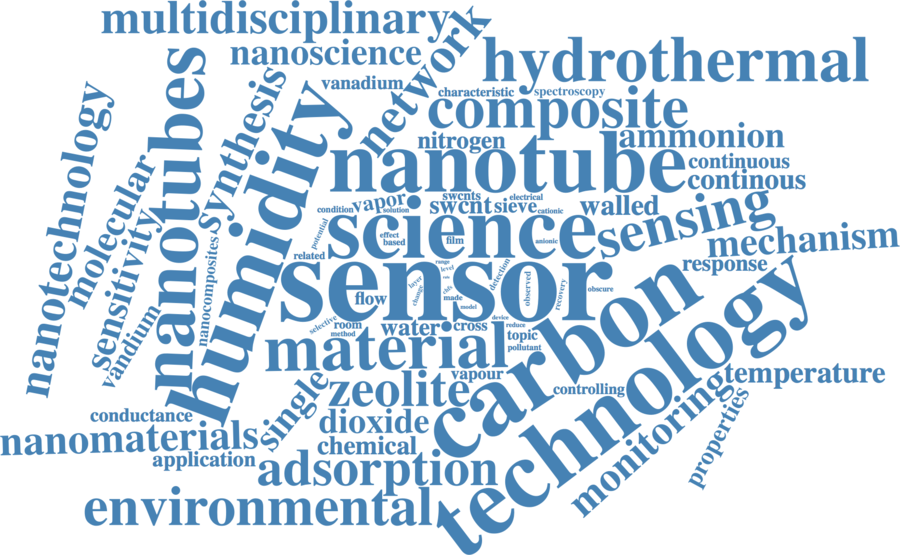 multidisciplinary
nanoscience
network
hydrothermal
vanadium
characteristic
spectroscopy
composite
nanotubes
synthesis
nitrogen
ammonion
nanotechnology
molecular
humidity
nanotube
continuous
continous
sensitivity
vapor
condition
solution
swcnts
swcnt
electrical
sieve
cationic
walled
sensing
mechanism
potential
science
effect
based
film
anionic
nanocomposites
related
response
sensor
range
level
layer
change
detection
observed
recovery
obscure
flow
made
model
device
vandium
selective
room
method
water
cross
reduce
topic
pollutant
carbon
technology
material
vapour
zeolite
controlling
temperature
single
conductance
dioxide
monitoring
properties
nanomaterials
chemical
application
adsorption
environmental